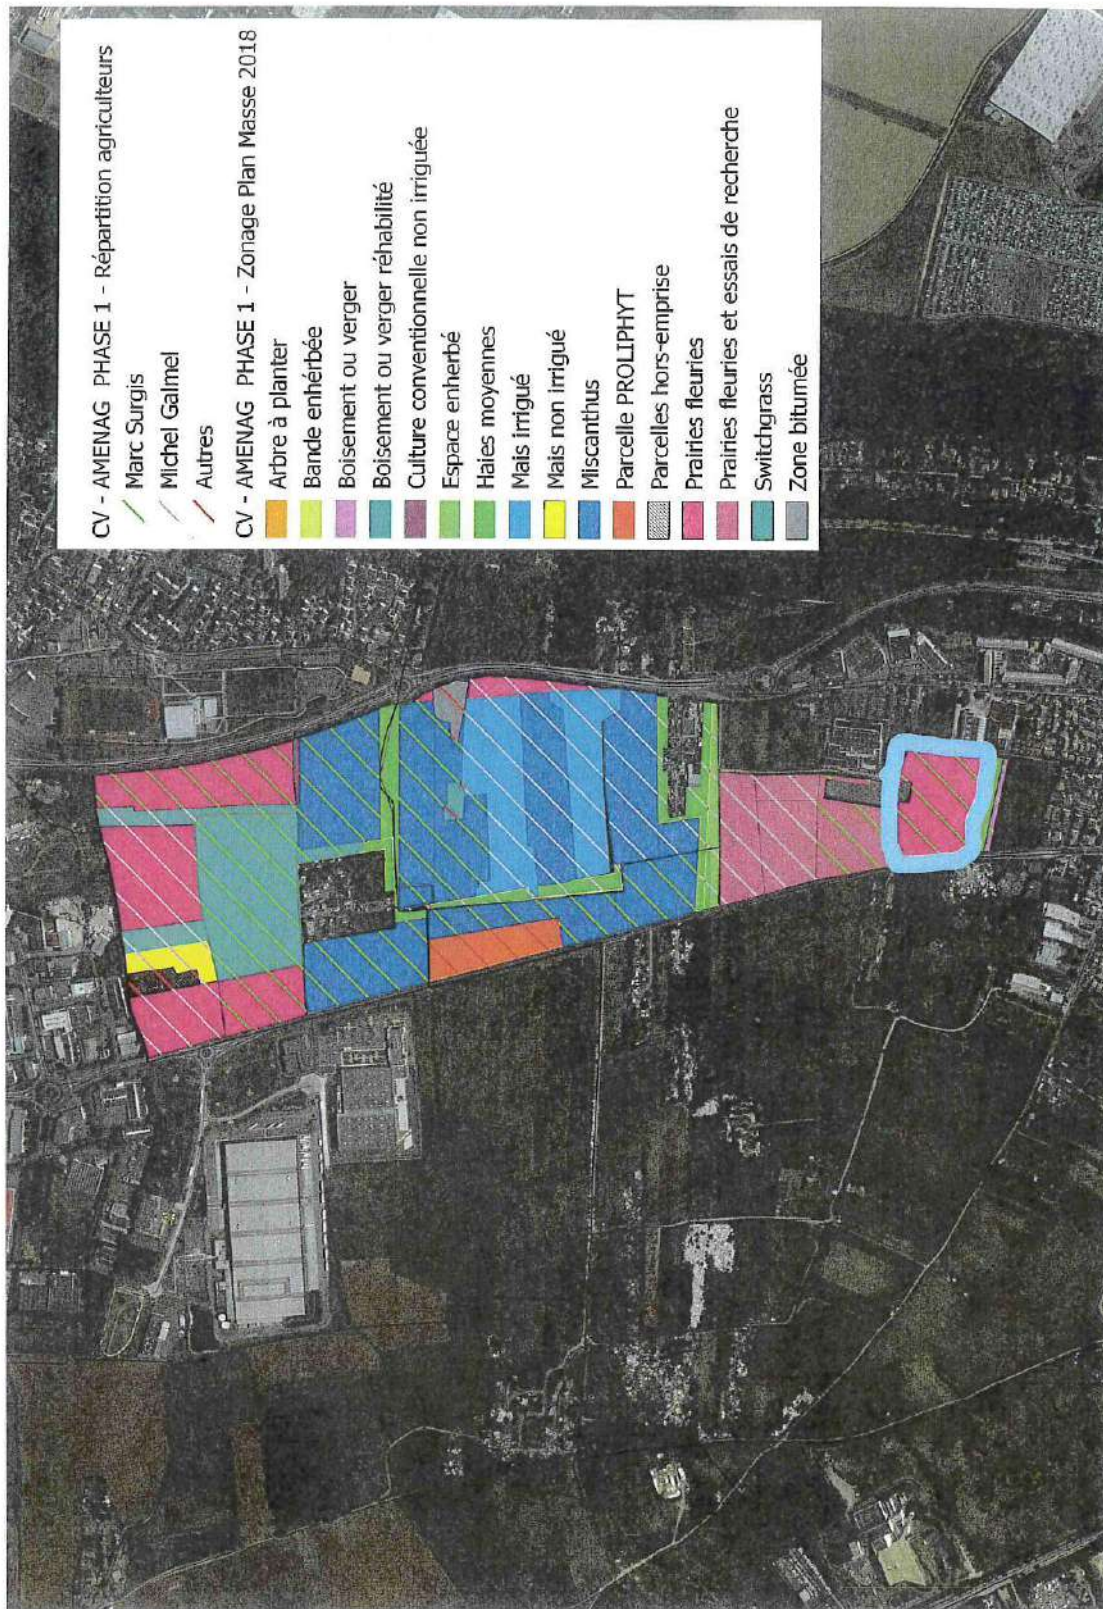 CV - AMENAG PHASE 1 - Répartition agriculteurs
Marc Surgis
Michel Galmel
Autres
CV - AMENAG PHASE 1 - Zonage Plan Masse 2018
Arbre à planter
Bande enhérbée
Boisement ou verger
Boisement ou verger réhabilité
Culture conventionnelle non irriguée
Espace enherbé
Haies moyennes
Mais irrigué
Mais non irrigué
Miscanthus
Parcelle PROLIPHYT
Parcelles hors-emprise
Prairies fleuries
Prairies fleuries et essais de recherche
Switchgrass
Zone bitumée